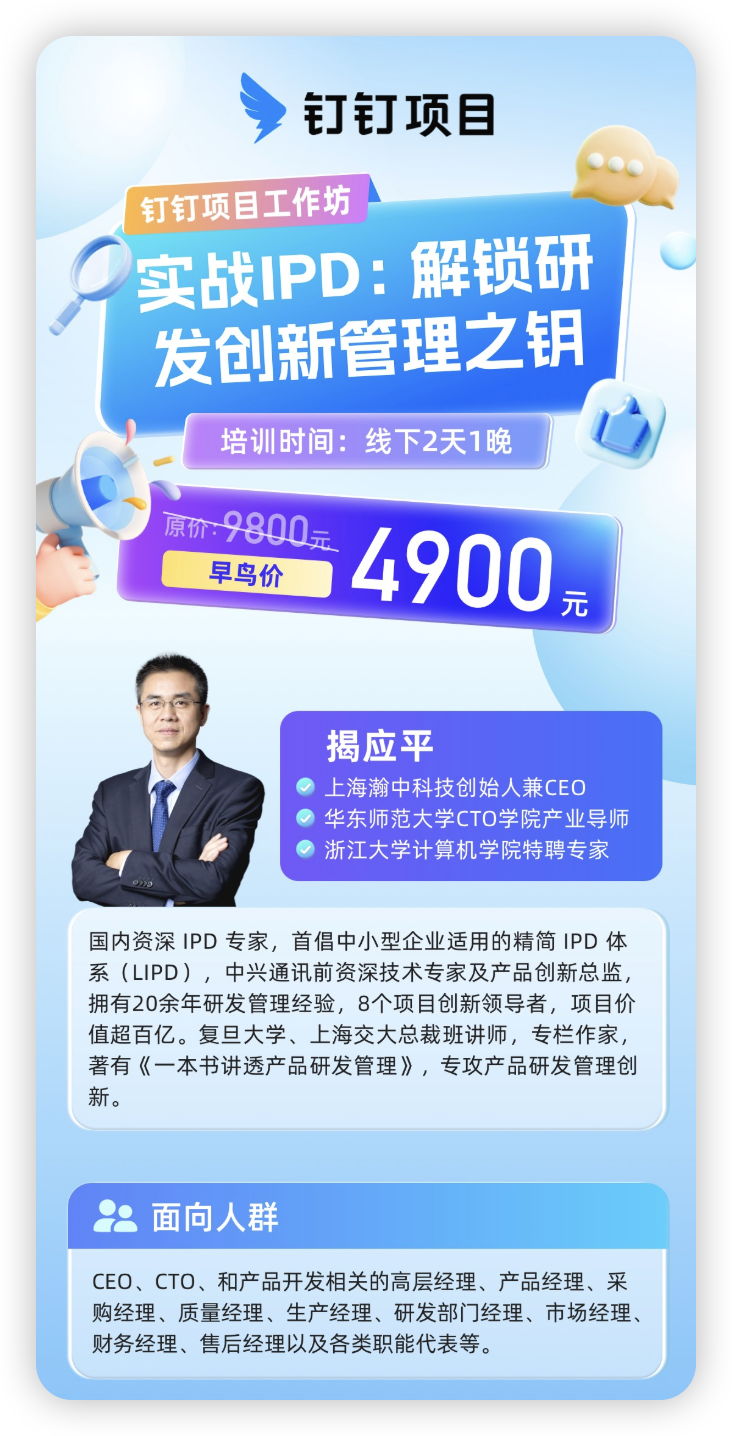 钉钉项目
钉钉项目工作坊
实战IPD：解锁研
发创新管理之钥
培训时间：线下2天1晚
原价：9800元
早鸟价
4900元
揭应平
上海瀚中科技创始人兼CEO
华东师范大学CTO学院产业导师
浙江大学计算机学院特聘专家
国内资深 IPD 专家，首倡中小型企业适用的精简 IPD 体
系（LIPD），中兴通讯前资深技术专家及产品创新总监，
拥有20余年研发管理经验，8个项目创新领导者，项目价
值超百亿。复旦大学、上海交大总裁班讲师，专栏作家，
著有《一本书讲透产品研发管理》，专攻产品研发管理创
新。
面向人群
CEO、CTO、和产品开发相关的高层经理、产品经理、采
购经理、质量经理、生产经理、研发部门经理、市场经理、
财务经理、售后经理以及各类职能代表等。